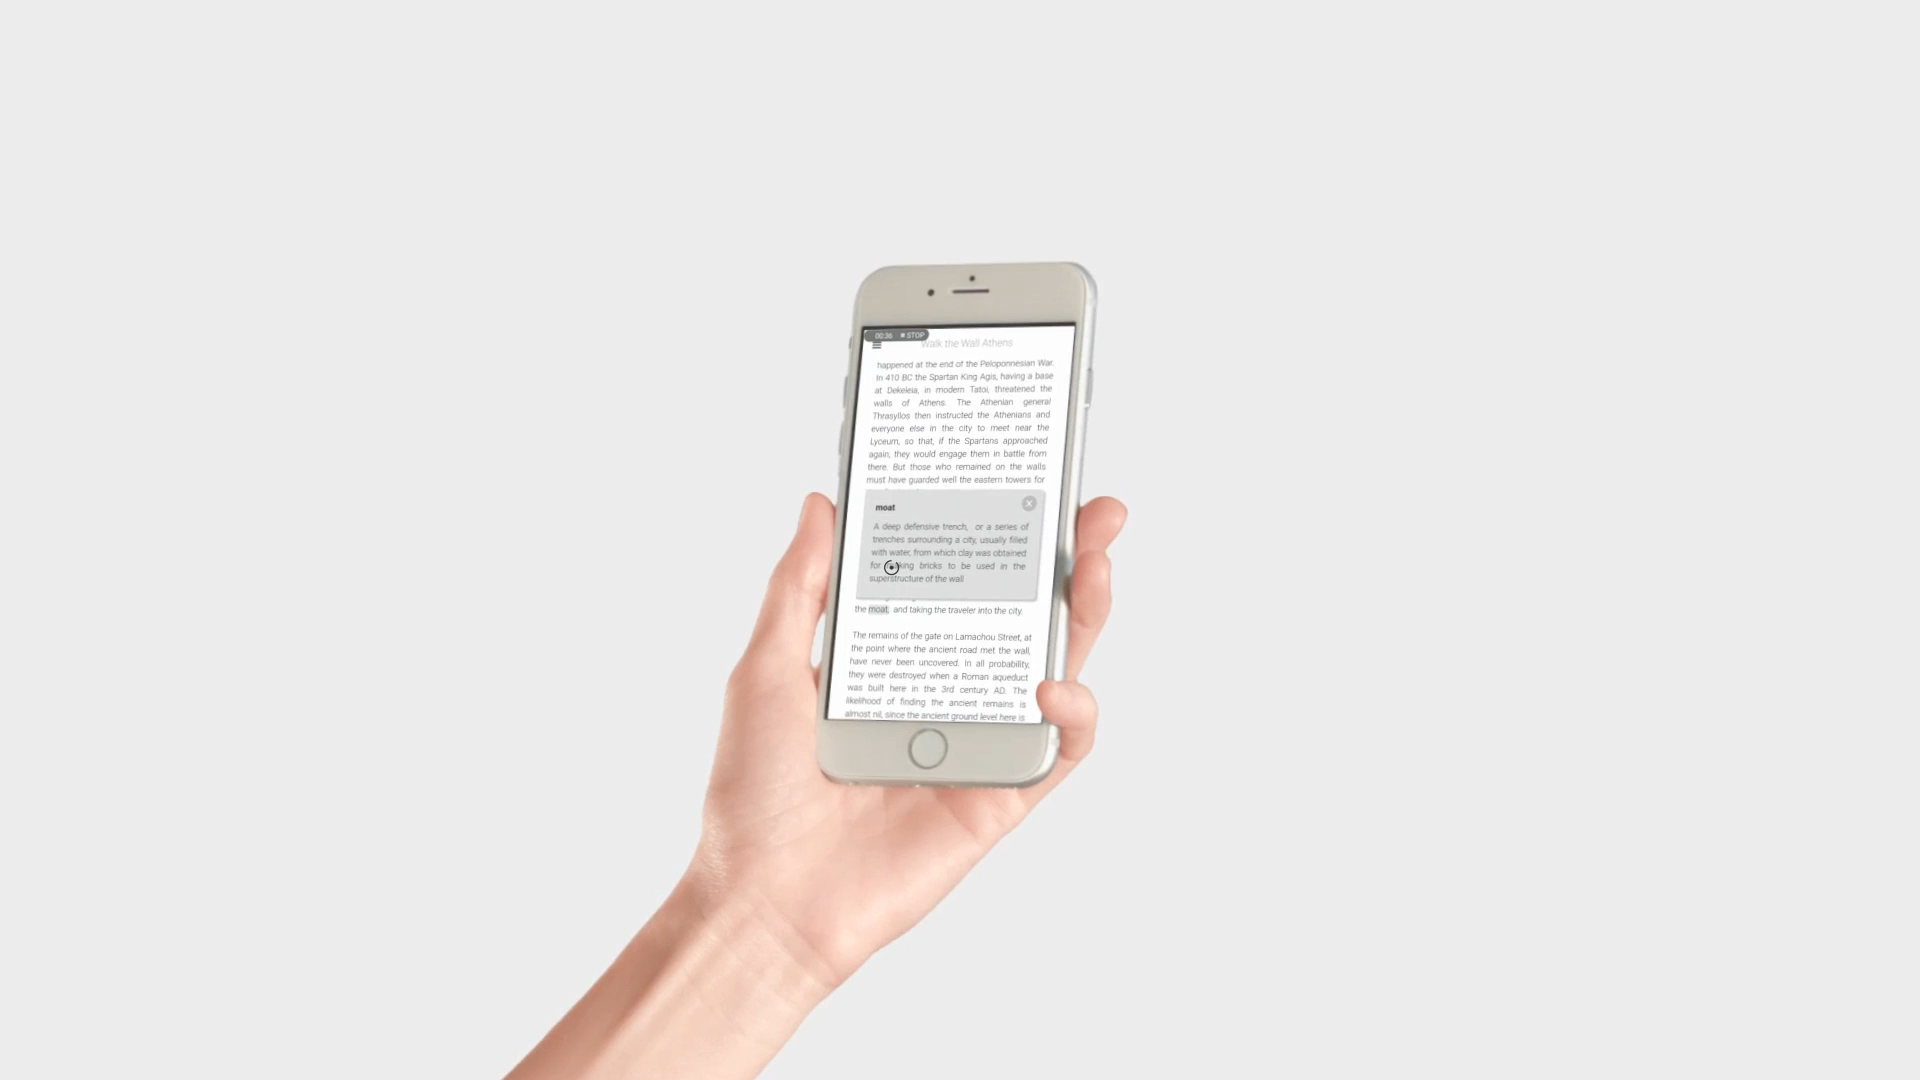 00:36 STOP
Walk the Wall Athens
happened at the end of the Peloponnesian War.
In 410 BC the Spartan King Agis, having a base
at Dekeleia, in modern Tatoi, threatened the
walls of Athens. The Athenian general
Thrasyllos then instructed the Athenians and
everyone else in the city to meet near the
Lyceum, so that, if the Spartans approached
again, they would engage them in battle from
there. But those who remained on the walls
must have guarded well the eastern towers for
moat
A deep defensive trench, or a series of
trenches surrounding a city, usually filled
with water, from which clay was obtained
for making bricks to be used in the
superstructure of the wall
the moat, and taking the traveler into the city.
The remains of the gate on Lamachou Street, at
the point where the ancient road met the wall,
have never been uncovered. In all probability,
they were destroyed when a Roman aqueduct
was built here in the 3rd century AD. The
likelihood of finding the ancient remains is
almost nil, since the ancient ground level here is